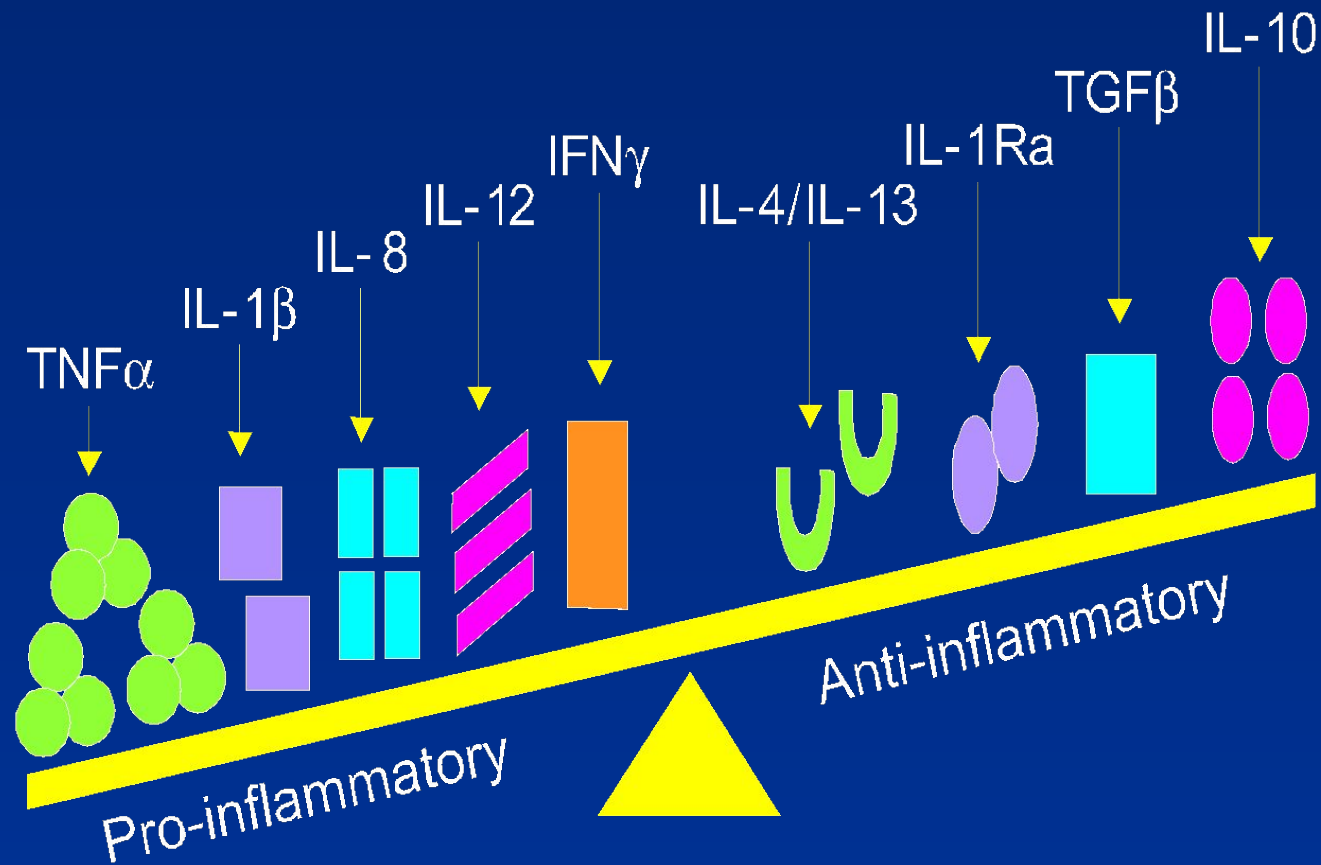 TNFα
IL-1β
IL-8
IL-12
IFNγ
IL-4/IL-13
IL-1Ra
TGFβ
IL-10
Pro-inflammatory
Anti-inflammatory